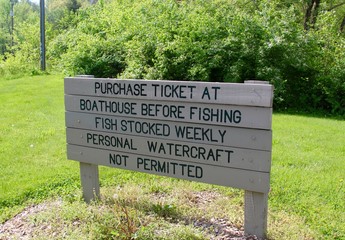 PURCHASE TICKET AT
BOATHOUSE BEFORE FISHING
FISH STOCKED WEEKLY
PERSONAL WATERCRAFT
NOT PERMITTED